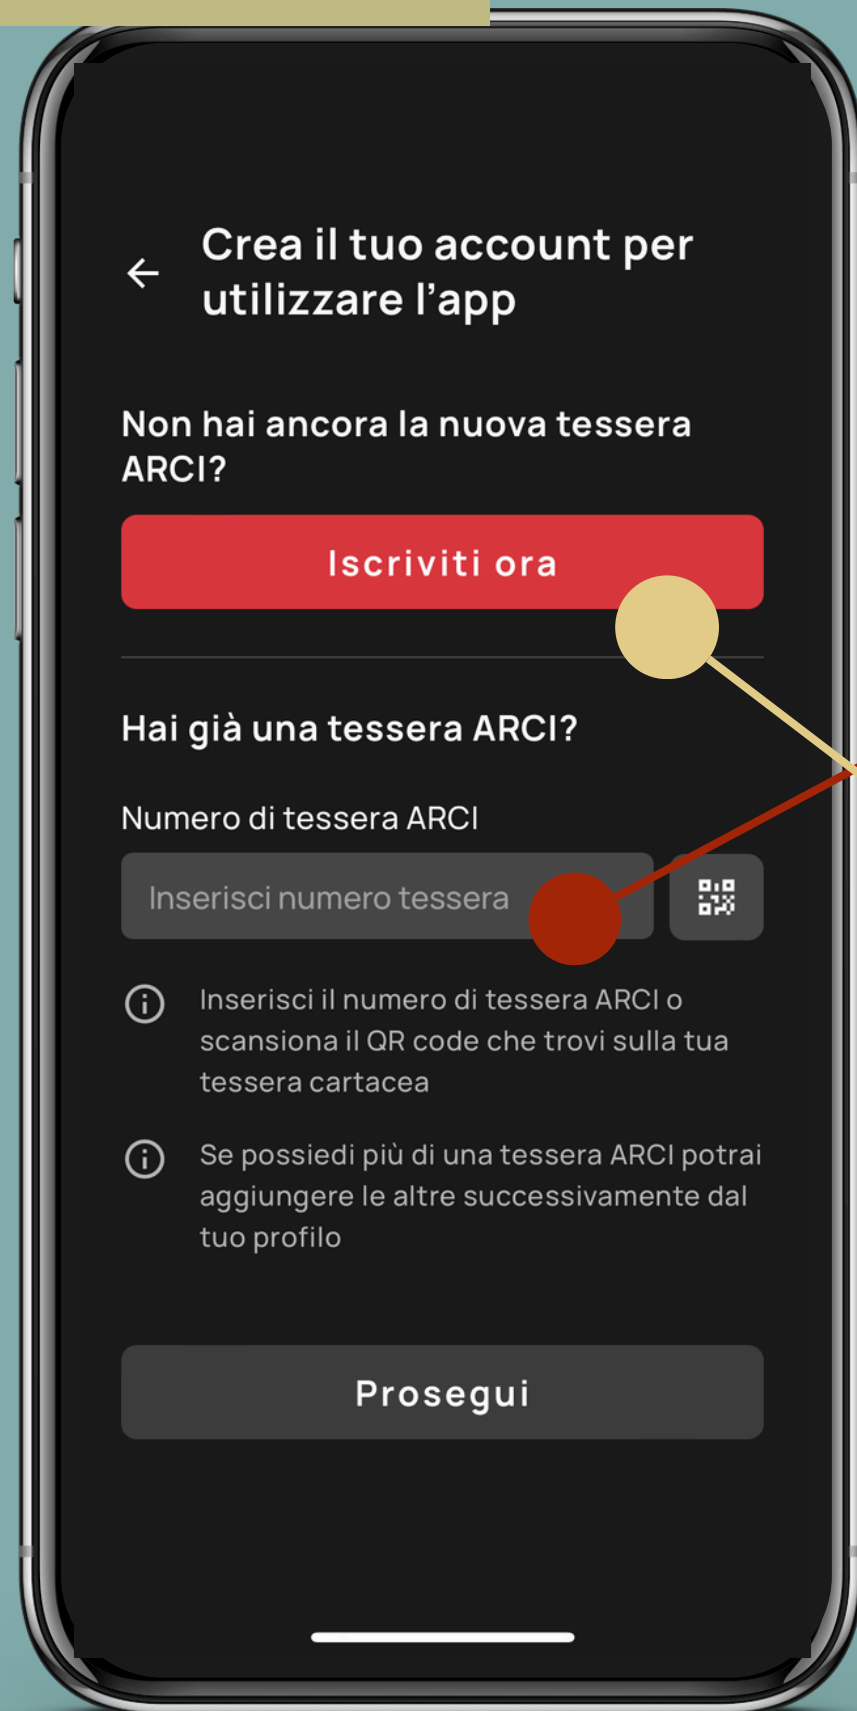 Crea il tuo account per
utilizzare l’app
Non hai ancora la nuova tessera
ARCI?
Iscriviti ora
Hai già una tessera ARCI?
Numero di tessera ARCI
Inserisci numero tessera
Inserisci il numero di tessera ARCI o
scansiona il QR code che trovi sulla tua
tessera cartacea
Se possiedi più di una tessera ARCI potrai
aggiungere le altre successivamente dal
tuo profilo
Prosegui